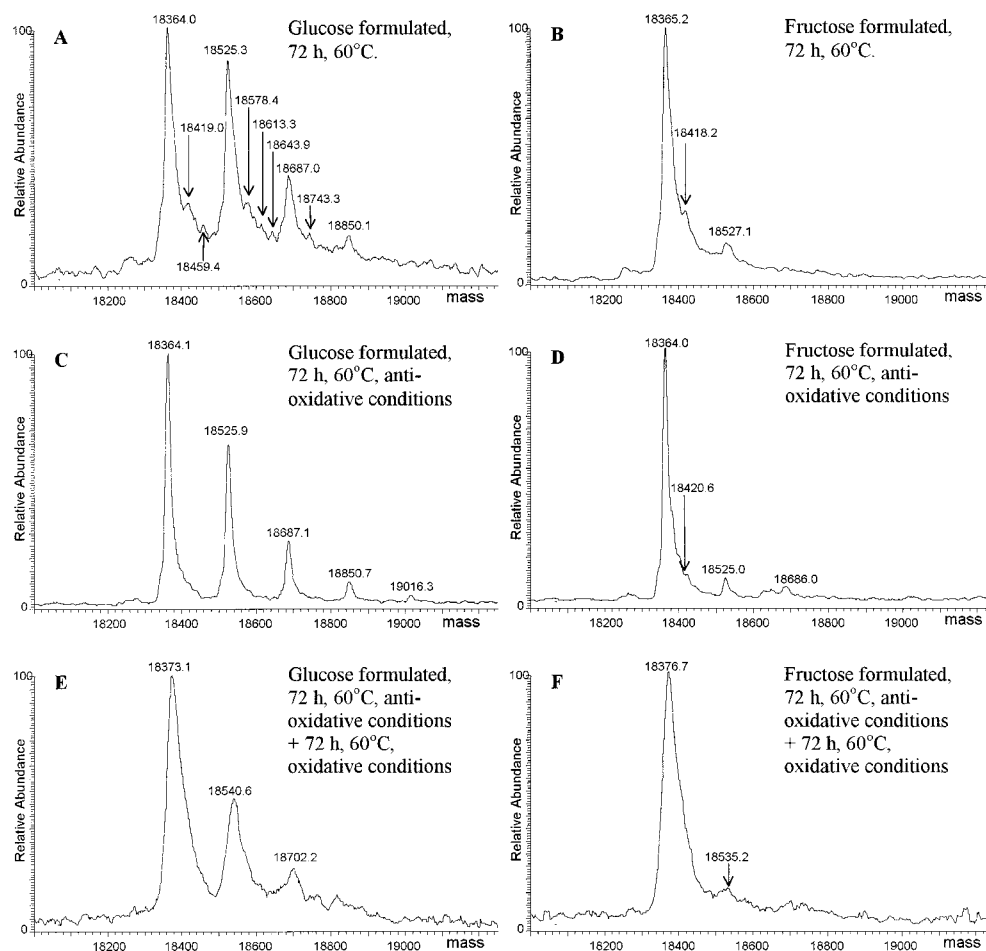 A
18364.0
Glucose formulated,
72 h, 60°C.
18525.3
18578.4
18419.0
18613.3
18643.9
18687.0
18743.3
18850.1
18459.4
100
0
Relative Abundance
18200 18400 18600 18800 19000 mass
B
18365.2
Fructose formulated,
72 h, 60°C.
18418.2
18527.1
100
0
Relative Abundance
18200 18400 18600 18800 19000 mass
C
18364.1
Glucose formulated,
72 h, 60°C, anti-
oxidative conditions
18525.9
18687.1
18850.7
19016.3
100
0
Relative Abundance
18200 18400 18600 18800 19000 mass
D
18364.0
Fructose formulated,
72 h, 60°C, anti-
oxidative conditions
18420.6
18525.0
18686.0
100
0
Relative Abundance
18200 18400 18600 18800 19000 mass
E
18373.1
Glucose formulated,
72 h, 60°C, anti-
oxidative conditions
+ 72 h, 60°C,
oxidative conditions
18540.6
18702.2
100
0
Relative Abundance
18200 18400 18600 18800 19000 mass
F
18376.7
Fructose formulated,
72 h, 60°C, anti-
oxidative conditions
+ 72 h, 60°C,
oxidative conditions
18535.2
100
0
Relative Abundance
18200 18400 18600 18800 19000 mass